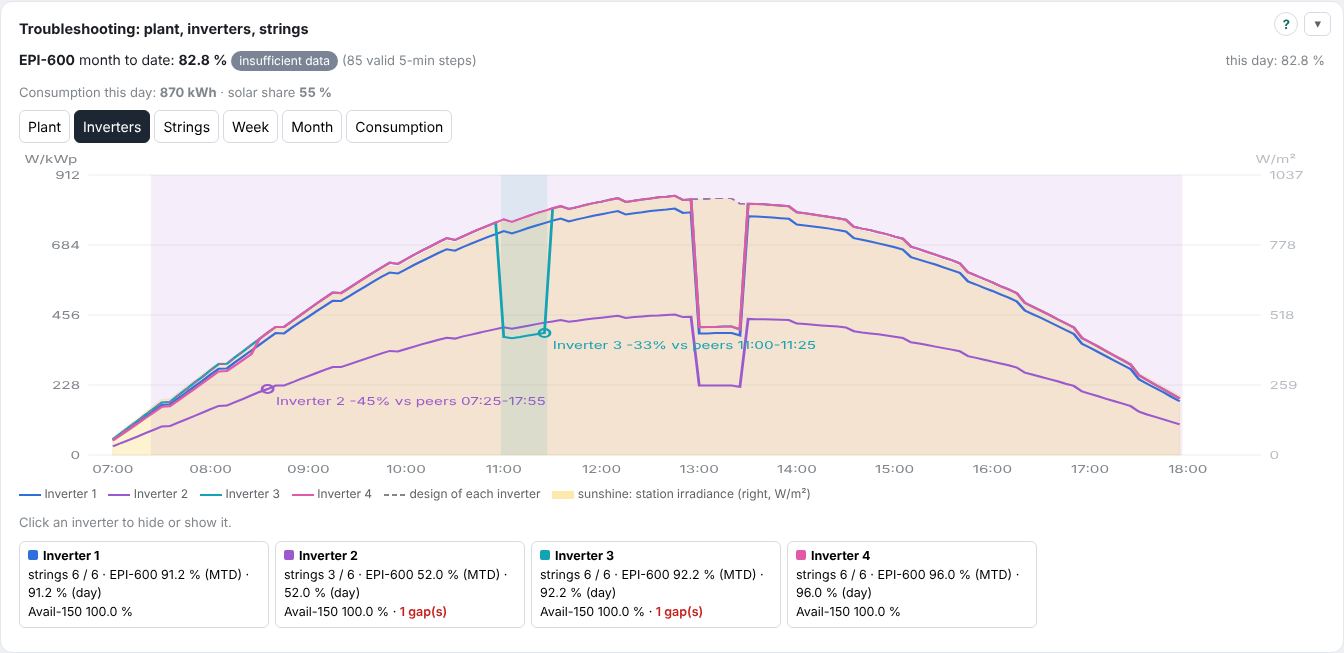 Troubleshooting: plant, inverters, strings
?
▼
EPI-600 month to date: 82.8 % insufficient data (85 valid 5-min steps)
this day: 82.8 %
Consumption this day: 870 kWh · solar share 55 %
Plant
Inverters
Strings
Week
Month
Consumption
W/kWp
W/m²
912
1037
684
778
456
518
Inverter 3 -33% vs peers 11:00-11:25
228
259
Inverter 2 -45% vs peers 07:25-17:55
0
0
07:00 08:00 09:00 10:00 11:00 12:00 13:00 14:00 15:00 16:00 17:00 18:00
Inverter 1 Inverter 2 Inverter 3 Inverter 4 design of each inverter sunshine: station irradiance (right, W/m²)
Click an inverter to hide or show it.
Inverter 1
strings 6 / 6 · EPI-600 91.2 % (MTD) ·
91.2 % (day)
Avail-150 100.0 %
Inverter 2
strings 3 / 6 · EPI-600 52.0 % (MTD) ·
52.0 % (day)
Avail-150 100.0 % · 1 gap(s)
Inverter 3
strings 6 / 6 · EPI-600 92.2 % (MTD) ·
92.2 % (day)
Avail-150 100.0 % · 1 gap(s)
Inverter 4
strings 6 / 6 · EPI-600 96.0 % (MTD) ·
96.0 % (day)
Avail-150 100.0 %